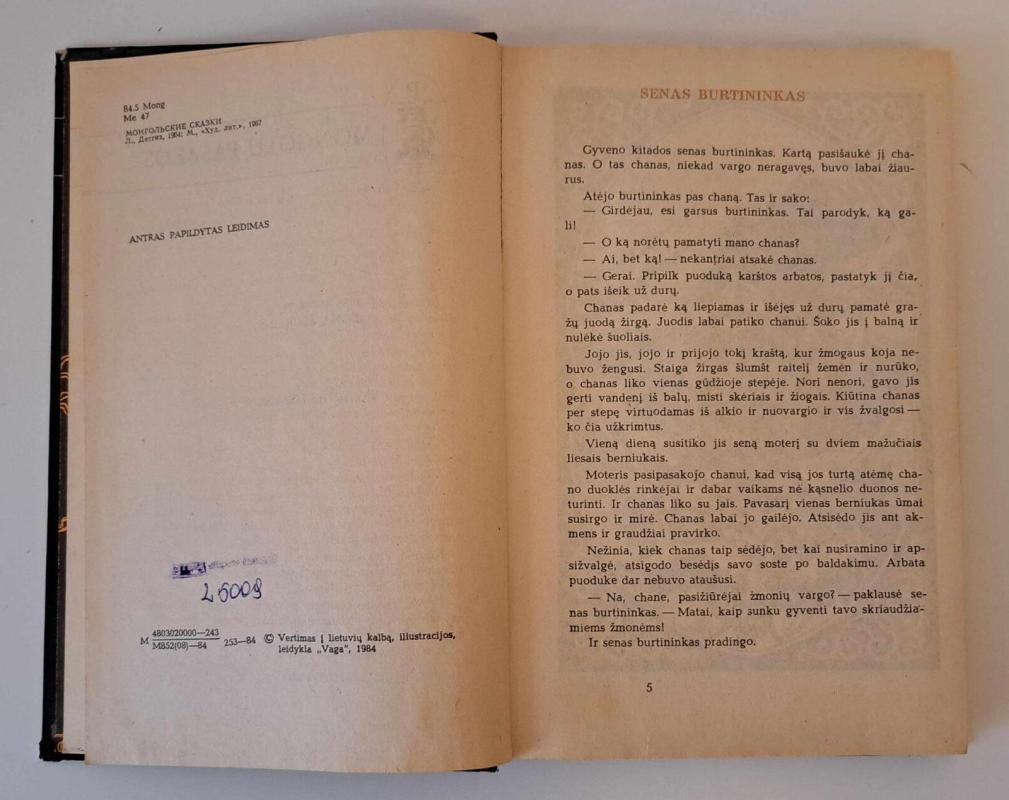 84.5 Mong
Me 47
МОНГОЛЬСКИЕ СКАЗКИ
Л., Детгиз, 1954; М., «Худ. лит.», 1967
ANTRAS PAPILDYTAS LEIDIMAS
25009
M 4803020000—243
M852(08)—84
253—84 © Vertimas į lietuvių kalbą, iliustracijos,
leidykla „Vaga", 1984
SENAS BURTININKAS
Gyveno kitados senas burtininkas. Kartą pasišaukė jį cha-
nas. O tas chanas, niekad vargo neragavęs, buvo labai žiau-
rus.
Atėjo burtininkas pas chaną. Tas ir sako:
— Girdėjau, esi garsus burtininkas. Tai parodyk, ką ga-
li!
— O ką norėtų pamatyti mano chanas?
— Ai, bet ką! — nekantriai atsakė chanas.
— Gerai. Pripilk puoduką karštos arbatos, pastatyk jį čia,
o pats išeik už durų.
Chanas padarė ką liepiamas ir išėjęs už durų pamatė gra-
žų juodą žirgą. Juodis labai patiko chanui. Šoko jis į balną ir
nulėkė šuoliais.
Jojo jis, jojo ir prijojo tokį kraštą, kur žmogaus koja ne-
buvo žengusi. Staiga žirgas šlumšt raitelį žemėn ir nurūko,
o chanas liko vienas gūdžioje stepėje. Nori nenori, gavo jis
gerti vandenį iš balų, misti skėriais ir žiogais. Kiūtina chanas
per stepę virtuodamas iš alkio ir nuovargio ir vis žvalgosi —
ko čia užkrimtus.
Vieną dieną susitiko jis seną moterį su dviem mažučiais
liesais berniukais.
Moteris pasipasakojo chanui, kad visą jos turtą atėmę cha-
no duoklės rinkėjai ir dabar vaikams nė kąsnelio duonos ne-
turinti. Ir chanas liko su jais. Pavasarį vienas berniukas ūmai
susirgo ir mirė. Chanas labai jo gailėjo. Atsisėdo jis ant ak-
mens ir graudžiai pravirko.
Nežinia, kiek chanas taip sėdėjo, bet kai nusiramino ir ap-
sižvalgė, atsigodo besėdįs savo soste po baldakimu. Arbata
puoduke dar nebuvo ataušusi.
— Na, chane, pasižiūrėjai žmonių vargo? — paklausė se-
nas burtininkas. — Matai, kaip sunku gyventi tavo skriaudžia-
miems žmonėms!
Ir senas burtininkas pradingo.
5